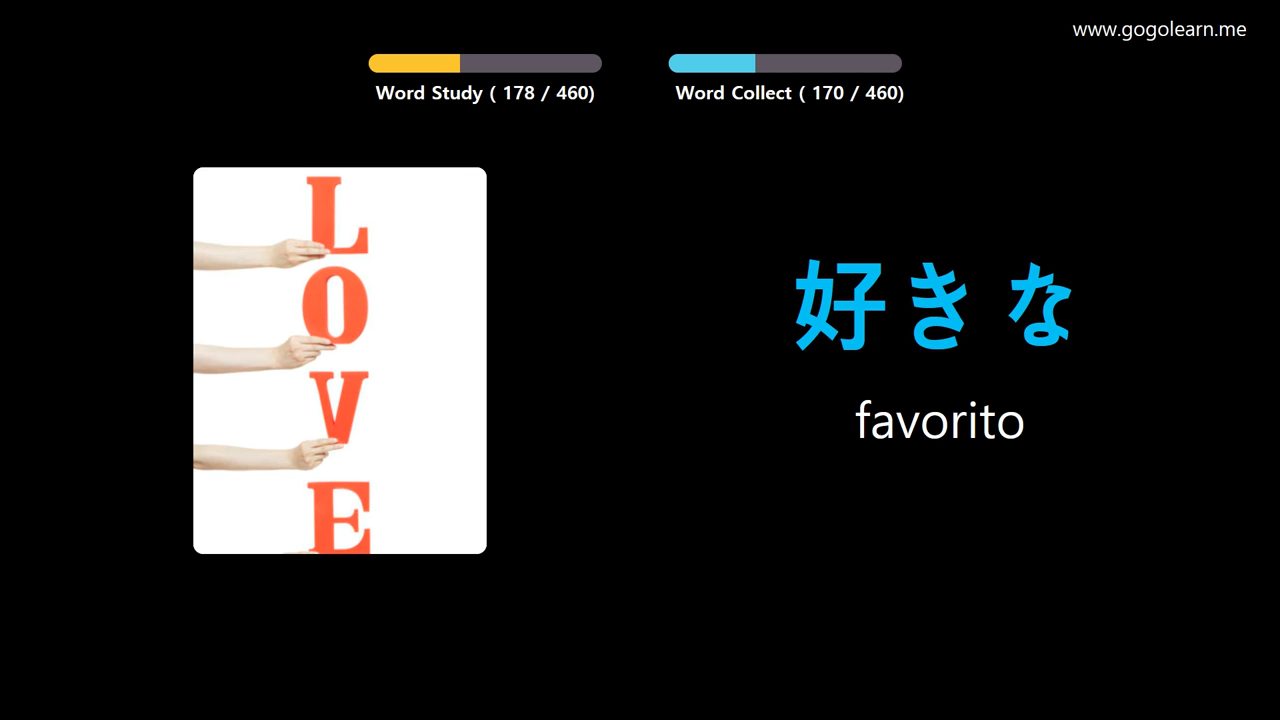 www.gogolearn.me
Word Study ( 178 / 460)
Word Collect ( 170 / 460)
L
O
V
E
好きな
favorito